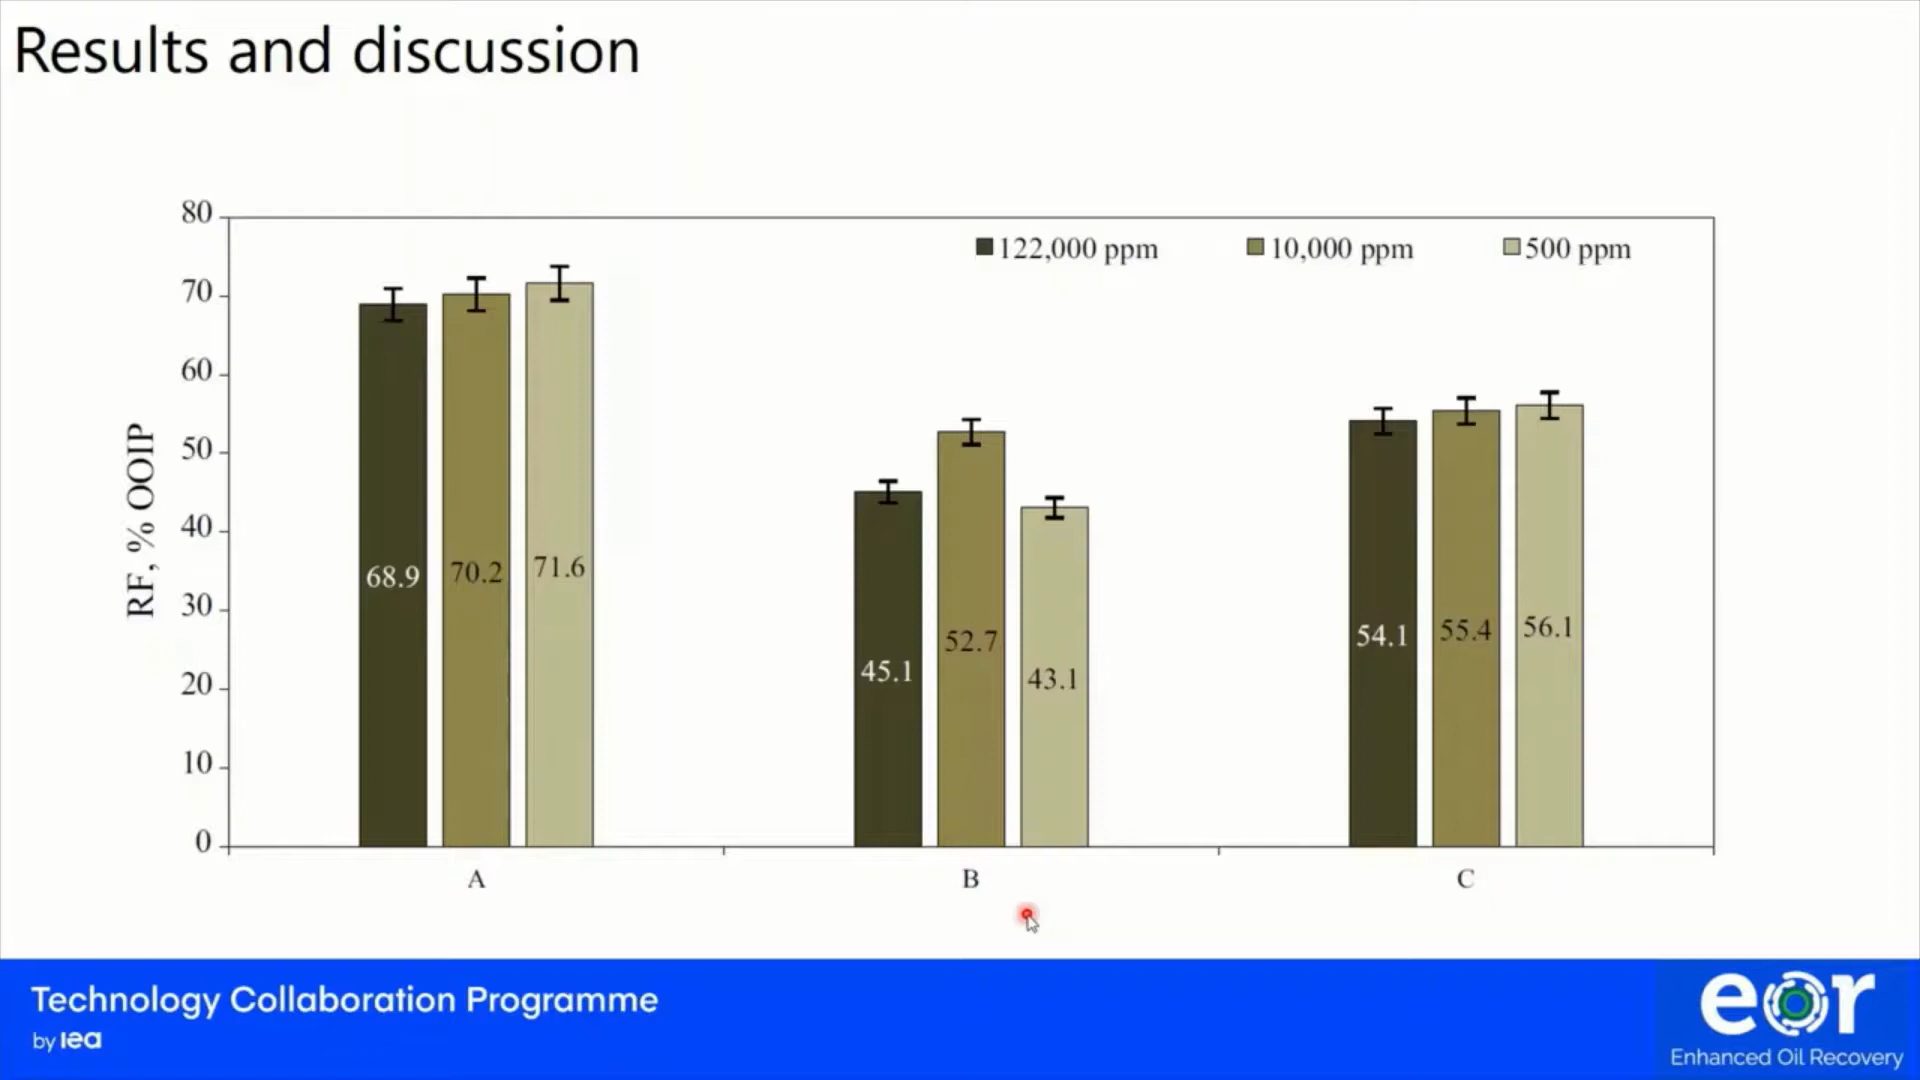 Results and discussion
122,000 ppm 10,000 ppm 500 ppm
RF, % OOIP
80
70
60
50
40
30
20
10
0
68.9 70.2 71.6
45.1 52.7 43.1
54.1 55.4 56.1
A B C
Technology Collaboration Programme
by iea
eor
Enhanced Oil Recovery